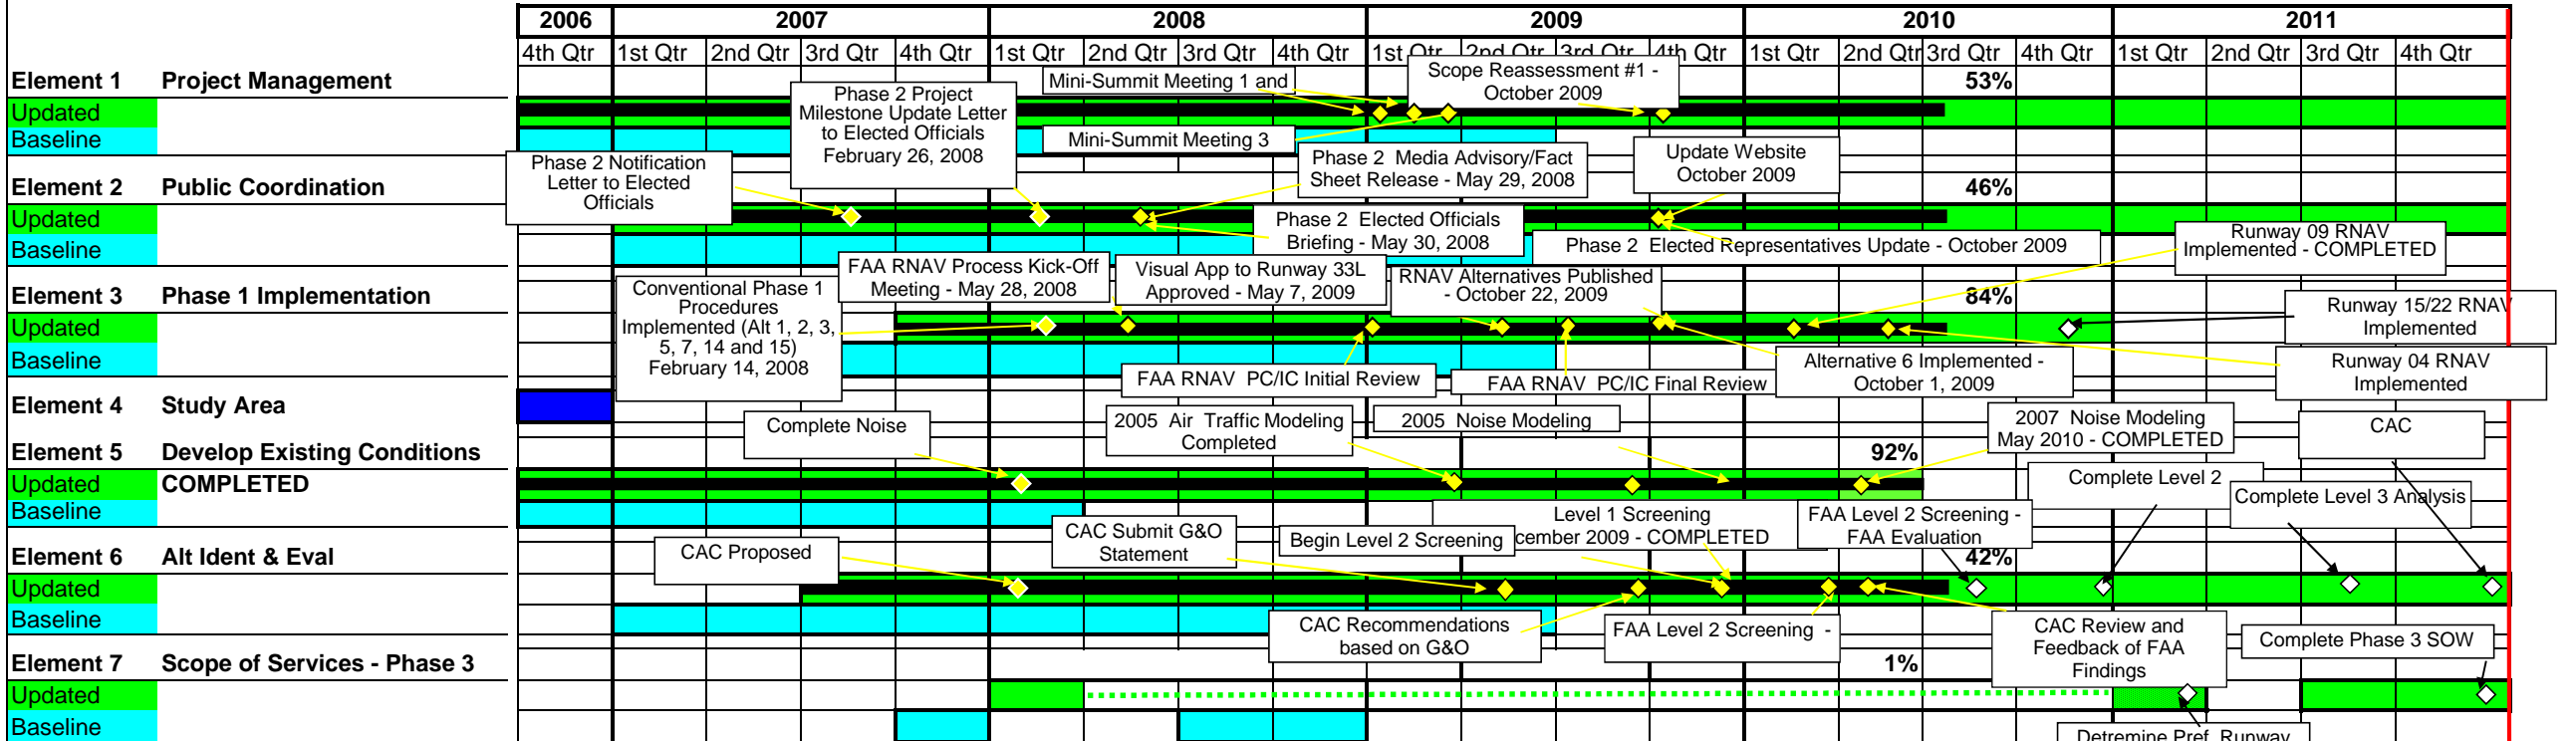 2006 2007 2008 2009 2010 2011
4th Qtr 1st Qtr 2nd Qtr 3rd Qtr 4th Qtr 1st Qtr 2nd Qtr 3rd Qtr 4th Qtr 1st Qtr 2nd Qtr 3rd Qtr 4th Qtr 1st Qtr 2nd Qtr 3rd Qtr 4th Qtr 1st Qtr 2nd Qtr 3rd Qtr 4th Qtr
Element 1 Project Management
53%
Updated
Baseline
Mini-Summit Meeting 1 and
Scope Reassessment #1 -
October 2009
Mini-Summit Meeting 3
Phase 2 Project
Milestone Update Letter
to Elected Officials
February 26, 2008
Phase 2 Notification
Letter to Elected
Officials
Phase 2 Media Advisory/Fact
Sheet Release - May 29, 2008
Update Website
October 2009
Element 2 Public Coordination
46%
Updated
Baseline
Phase 2 Elected Officials
Briefing - May 30, 2008
Phase 2 Elected Representatives Update - October 2009
Runway 09 RNAV
Implemented - COMPLETED
FAA RNAV Process Kick-Off
Meeting - May 28, 2008
Visual App to Runway 33L
Approved - May 7, 2009
RNAV Alternatives Published
- October 22, 2009
Conventional Phase 1
Procedures
Implemented (Alt 1, 2, 3,
5, 7, 14 and 15)
February 14, 2008
Element 3 Phase 1 Implementation
84%
Updated
Baseline
Runway 15/22 RNAV
Implemented
FAA RNAV PC/IC Initial Review
FAA RNAV PC/IC Final Review
Alternative 6 Implemented -
October 1, 2009
Runway 04 RNAV
Implemented
Element 4 Study Area
Complete Noise
2005 Air Traffic Modeling
Completed
2005 Noise Modeling
2007 Noise Modeling
May 2010 - COMPLETED
CAC
Element 5 Develop Existing Conditions
92%
Updated COMPLETED
Baseline
Complete Level 2
Complete Level 3 Analysis
CAC Proposed
CAC Submit G&O
Statement
Begin Level 2 Screening
Level 1 Screening
cember 2009 - COMPLETED
FAA Level 2 Screening -
FAA Evaluation
Element 6 Alt Ident & Eval
42%
Updated
Baseline
CAC Recommendations
based on G&O
FAA Level 2 Screening -
CAC Review and
Feedback of FAA
Findings
Complete Phase 3 SOW
Element 7 Scope of Services - Phase 3
1%
Updated
Baseline
Detremine Pref. Runway